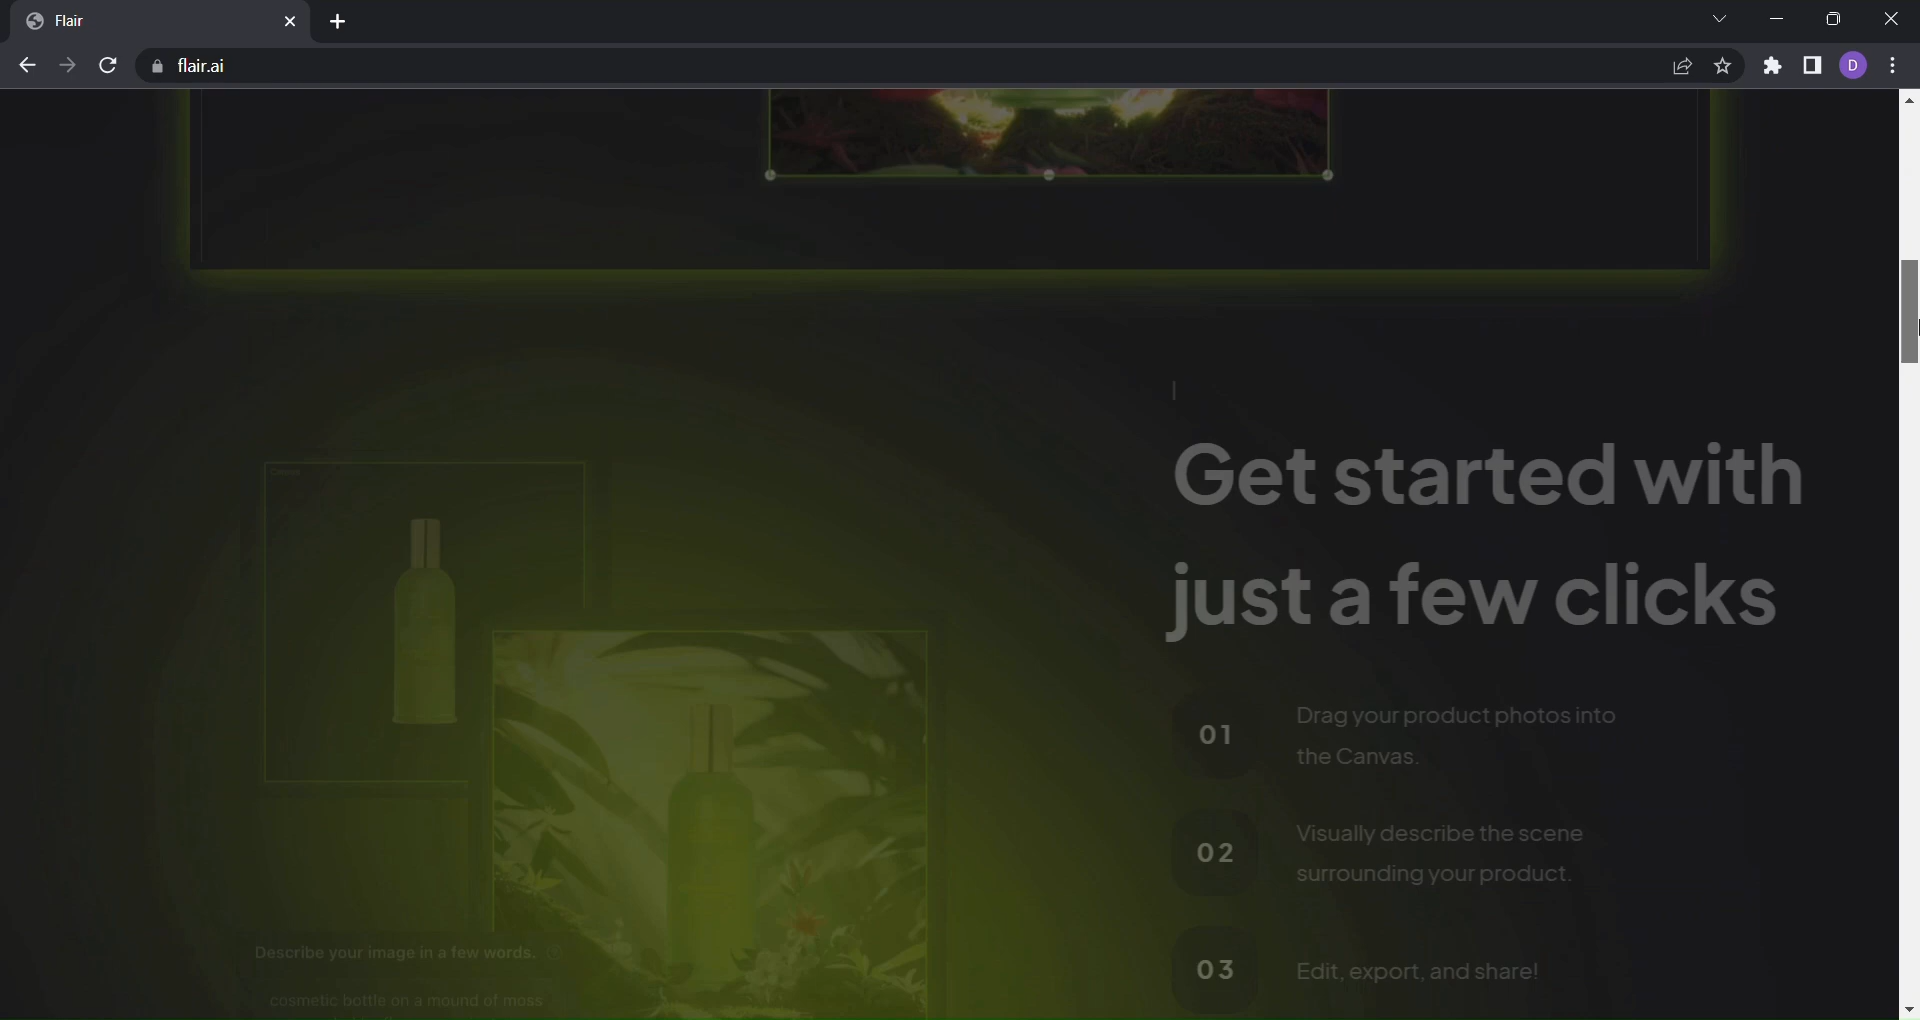 Flair
flair.ai
D
Canvas
Get started with
just a few clicks
01
Drag your product photos into
the Canvas.
02
Visually describe the scene
surrounding your product.
03
Edit, export, and share!
Describe your image in a few words.
cosmetic bottle on a mound of moss